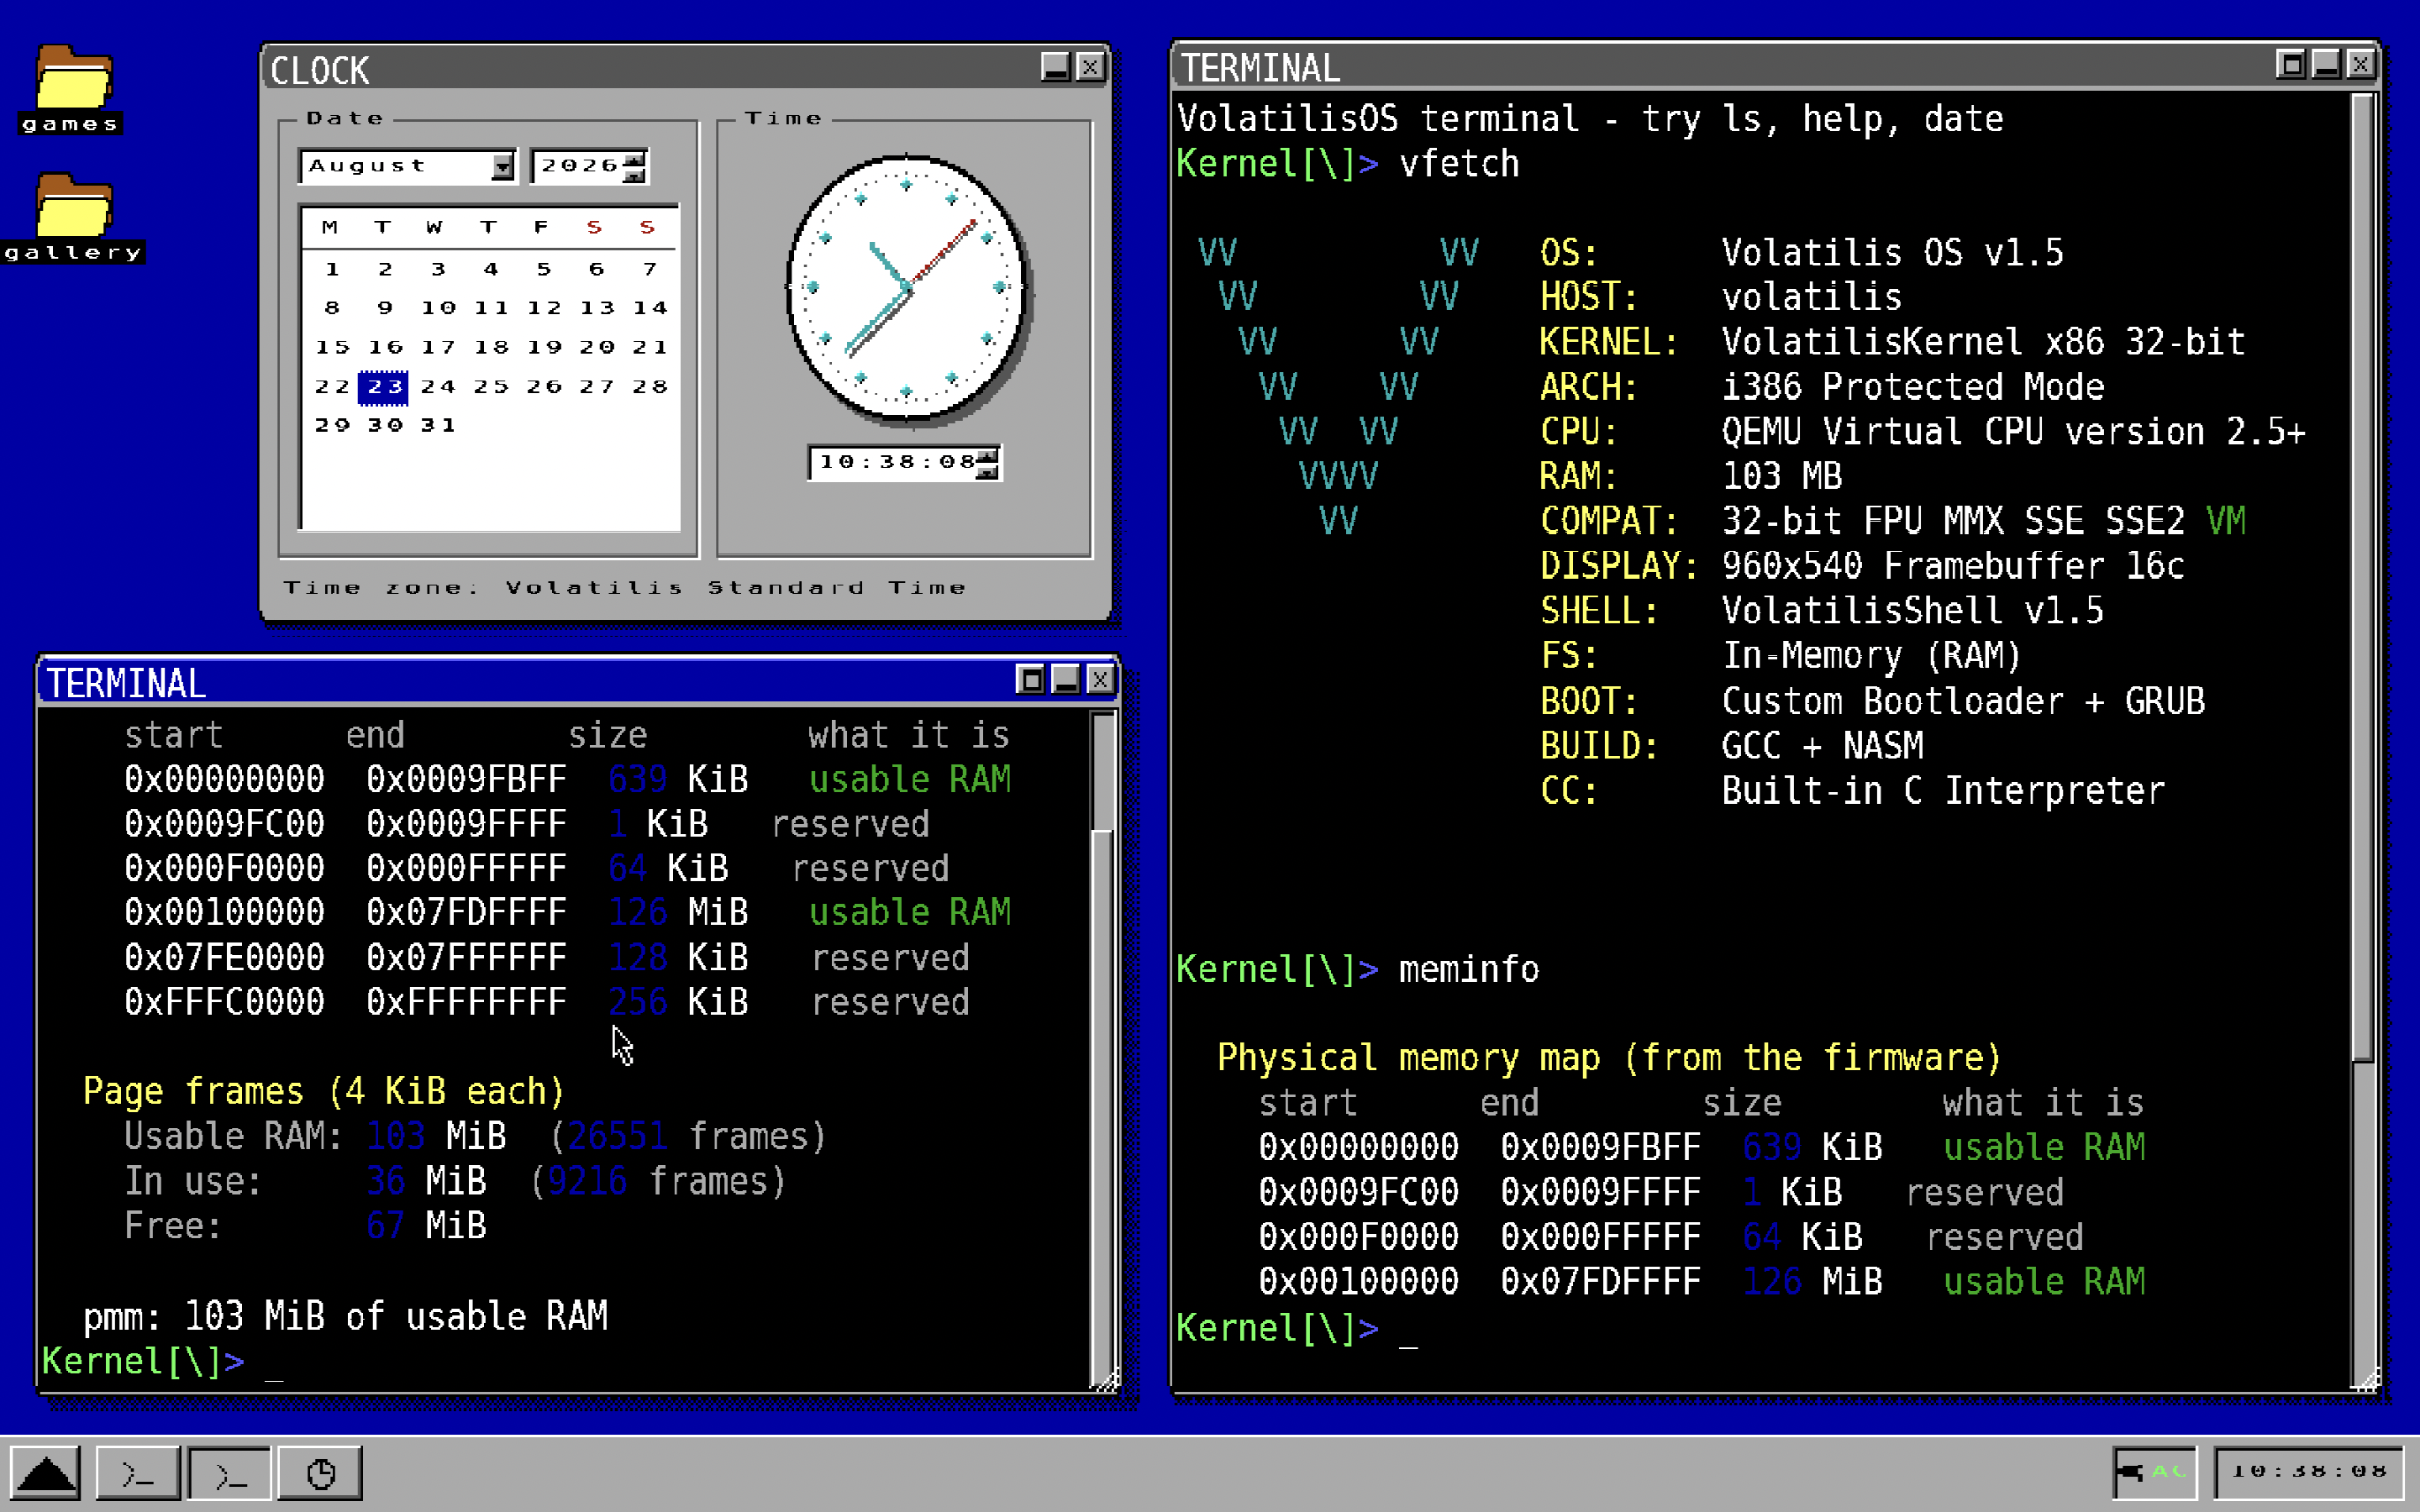 games
gallery
CLOCK
Date
August 2026
M T W T F S S
1 2 3 4 5 6 7
8 9 10 11 12 13 14
15 16 17 18 19 20 21
22 23 24 25 26 27 28
29 30 31
Time
10:38:08
Time zone: Volatilis Standard Time
TERMINAL
start end size what it is
0x00000000 0x0009FBFF 639 KiB usable RAM
0x0009FC00 0x0009FFFF 1 KiB reserved
0x000F0000 0x000FFFFF 64 KiB reserved
0x00100000 0x07FDFFFF 126 MiB usable RAM
0x07FE0000 0x07FFFFFF 128 KiB reserved
0xFFFC0000 0xFFFFFFFF 256 KiB reserved
Page frames (4 KiB each)
Usable RAM: 103 MiB (26551 frames)
In use: 36 MiB (9216 frames)
Free: 67 MiB
pmm: 103 MiB of usable RAM
Kernel[\]> _
TERMINAL
VolatilisOS terminal - try ls, help, date
Kernel[\]> vfetch
VV VV OS: Volatilis OS v1.5
VV VV HOST: volatilis
VV VV KERNEL: VolatilisKernel x86 32-bit
VV VV ARCH: i386 Protected Mode
VV VV CPU: QEMU Virtual CPU version 2.5+
VVVV RAM: 103 MB
VV COMPAT: 32-bit FPU MMX SSE SSE2 VM
DISPLAY: 960x540 Framebuffer 16c
SHELL: VolatilisShell v1.5
FS: In-Memory (RAM)
BOOT: Custom Bootloader + GRUB
BUILD: GCC + NASM
CC: Built-in C Interpreter
Kernel[\]> meminfo
Physical memory map (from the firmware)
start end size what it is
0x00000000 0x0009FBFF 639 KiB usable RAM
0x0009FC00 0x0009FFFF 1 KiB reserved
0x000F0000 0x000FFFFF 64 KiB reserved
0x00100000 0x07FDFFFF 126 MiB usable RAM
Kernel[\]> _
AC
10:38:08